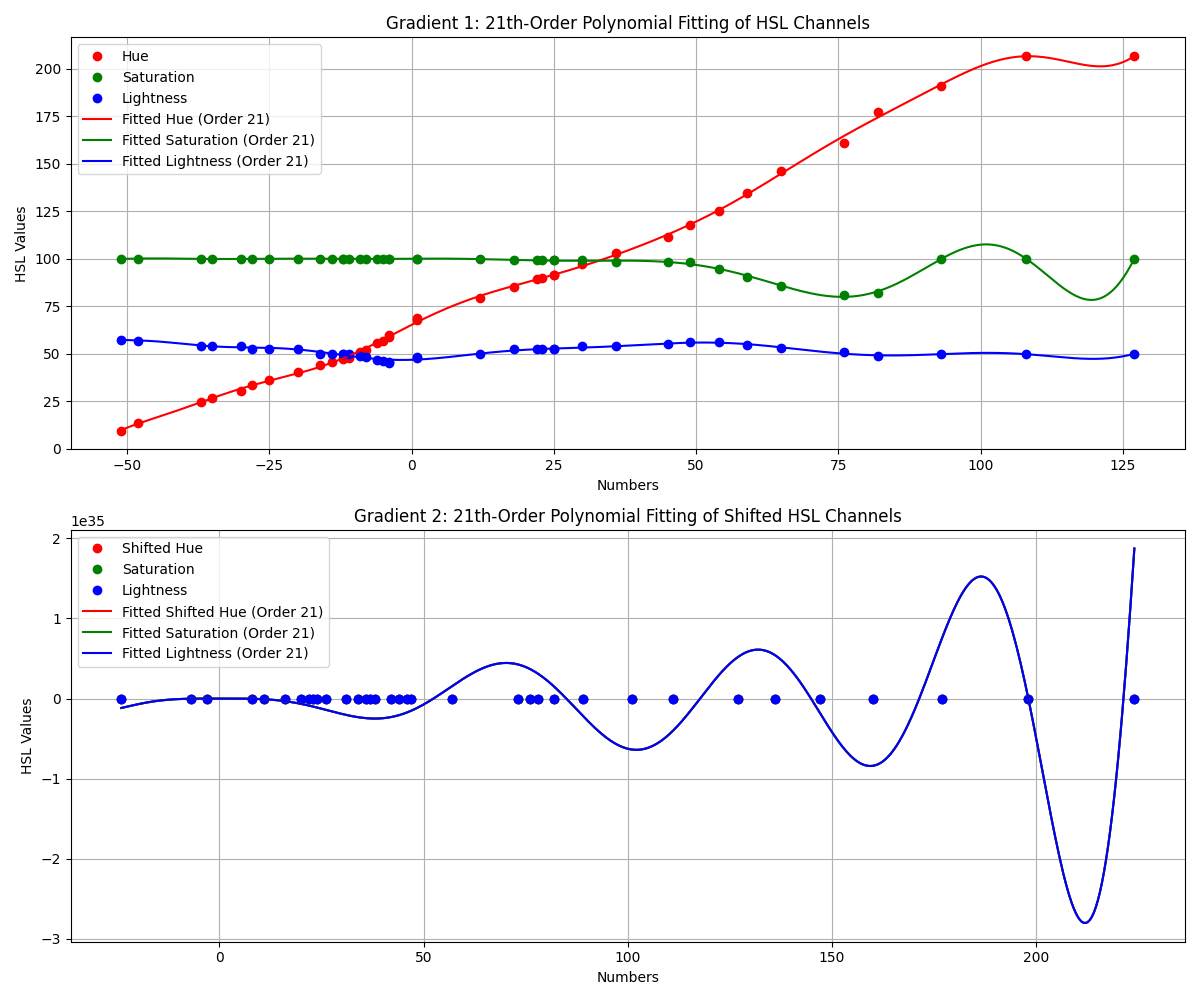 Gradient 1: 21th-Order Polynomial Fitting of HSL Channels
Hue
Saturation
Lightness
Fitted Hue (Order 21)
Fitted Saturation (Order 21)
Fitted Lightness (Order 21)
HSL Values
200
175
150
125
100
75
50
25
0
−50
−25
0
25
50
75
100
125
Numbers
Gradient 2: 21th-Order Polynomial Fitting of Shifted HSL Channels
1e35
Shifted Hue
Saturation
Lightness
Fitted Shifted Hue (Order 21)
Fitted Saturation (Order 21)
Fitted Lightness (Order 21)
HSL Values
2
1
0
−1
−2
−3
0
50
100
150
200
Numbers